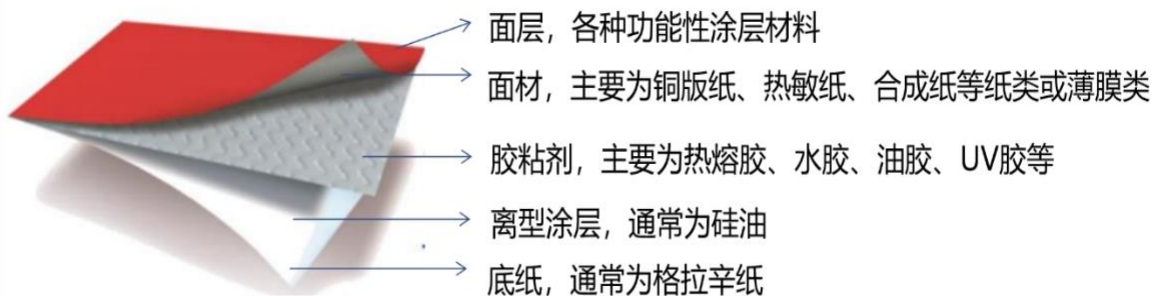 面层，各种功能性涂层材料
面材，主要为铜版纸、热敏纸、合成纸等纸类或薄膜类
胶粘剂，主要为热熔胶、水胶、油胶、UV胶等
离型涂层，通常为硅油
底纸，通常为格拉辛纸